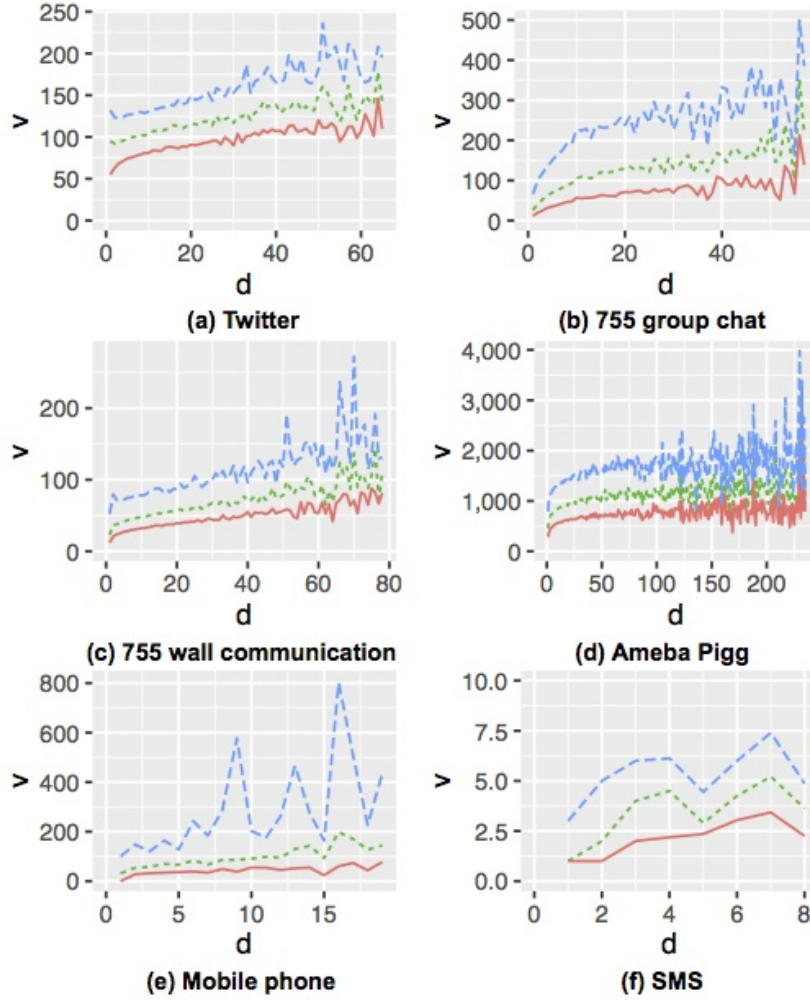 250
200
150
100
50
0
v
0 20 40 60
d
(a) Twitter
500
400
300
200
100
0
v
0 20 40
d
(b) 755 group chat
200
100
0
v
0 20 40 60 80
d
(c) 755 wall communication
4,000
3,000
2,000
1,000
0
v
0 50 100 150 200
d
(d) Ameba Pigg
800
600
400
200
0
v
0 5 10 15
d
(e) Mobile phone
10.0
7.5
5.0
2.5
0.0
v
0 2 4 6 8
d
(f) SMS